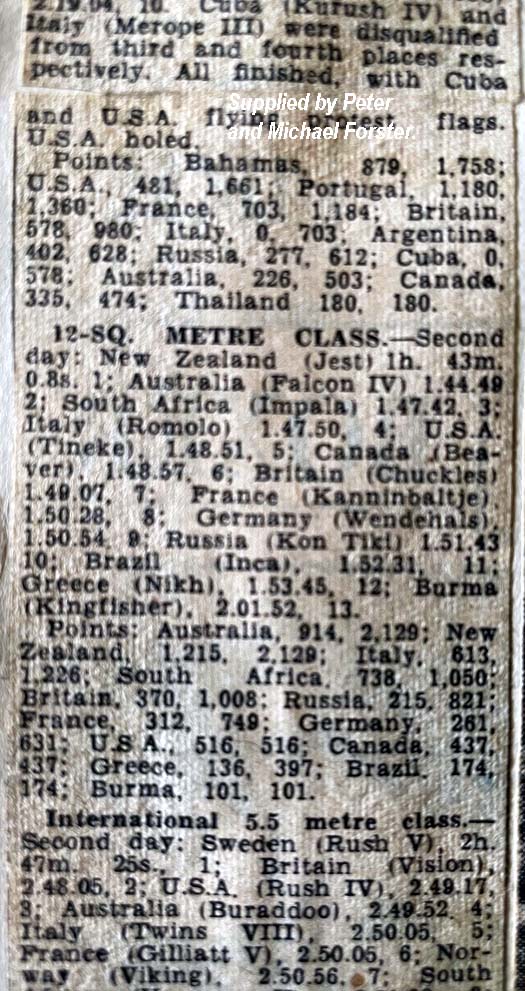 2.19.04, 10. Cuba (Kurush IV) and
Italy (Merope III) were disqualified
from third and fourth places res-
pectively. All finished, with Cuba
Supplied by Peter
and Michael Forster.
and U.S.A. flying protest flags.
U.S.A. holed.
Points: Bahamas, 879, 1,758;
U.S.A., 481, 1,661; Portugal, 1,180,
1,360; France, 703, 1,184; Britain,
578, 980; Italy, 0, 703; Argentina,
402, 628; Russia, 277, 612; Cuba, 0,
578; Australia, 226, 503; Canada,
335, 474; Thailand 180, 180.
12-SQ. METRE CLASS.—Second
day: New Zealand (Jest) 1h. 43m.
0.8s. 1; Australia (Falcon IV) 1.44.49
2; South Africa (Impala) 1.47.42, 3;
Italy (Romolo) 1.47.50, 4; U.S.A.
(Tineke), 1.48.51, 5; Canada (Bea-
ver), 1.48.57, 6; Britain (Chuckles)
1.49.07, 7; France (Kanninbaltje)
1.50.28, 8; Germany (Wendehals),
1.50.54, 9; Russia (Kon Tiki) 1.51.43
10; Brazil (Inca), 1.52.31, 11;
Greece (Nikh), 1.53.45, 12; Burma
(Kingfisher), 2.01.52, 13.
Points: Australia, 914, 2,129; New
Zealand, 1,215, 2,129; Italy, 613,
1,226; South Africa, 738, 1,050;
Britain, 370, 1,008; Russia, 215, 821;
France, 312, 749; Germany, 261,
631; U.S.A., 516, 516; Canada, 437,
437; Greece, 136, 397; Brazil, 174,
174; Burma, 101, 101.
International 5.5 metre class.—
Second day: Sweden (Rush V), 2h.
47m. 25s., 1; Britain (Vision),
2.48.05, 2; U.S.A. (Rush IV), 2.49.17,
3; Australia (Buraddoo), 2.49.52, 4;
Italy (Twins VIII), 2.50.05, 5;
France (Gilliatt V), 2.50.05, 6; Nor-
way (Viking), 2.50.56, 7; South